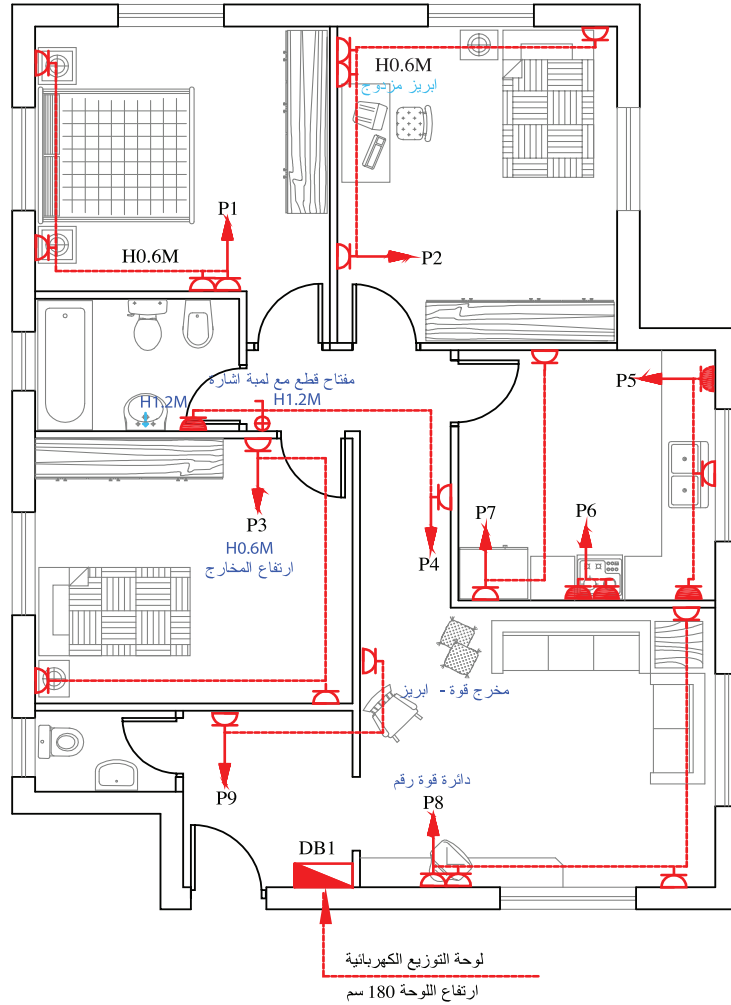 H0.6M
ابريز مزدوج
P1
H0.6M
P2
مفتاح قطع مع لمبة اشارة
H1.2M
H1.2M
P5
P3
P7
P6
H0.6M
ارتفاع المخارج
P4
مخرج قوة - ابريز
دائرة قوة رقم
P9
P8
DB1
لوحة التوزيع الكهربائية
ارتفاع اللوحة 180 سم